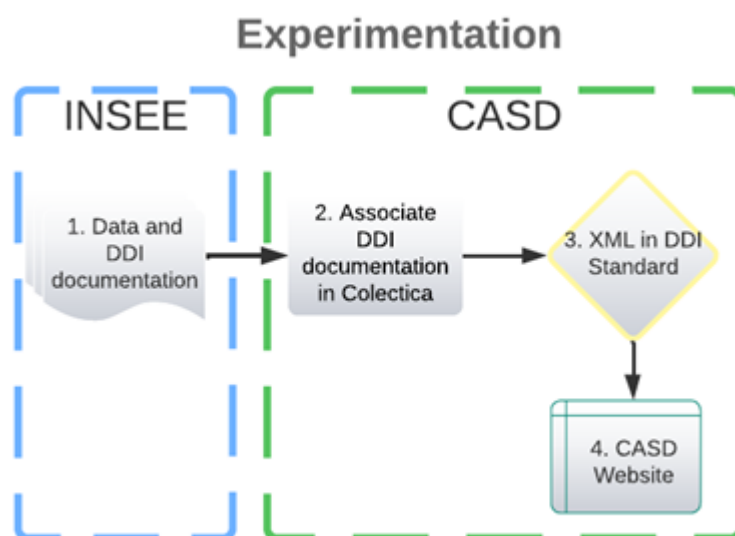 Experimentation
INSEE
CASD
1. Data and
DDI
documentation
2. Associate
DDI
documentation
in Colectica
3. XML in DDI
Standard
4. CASD
Website